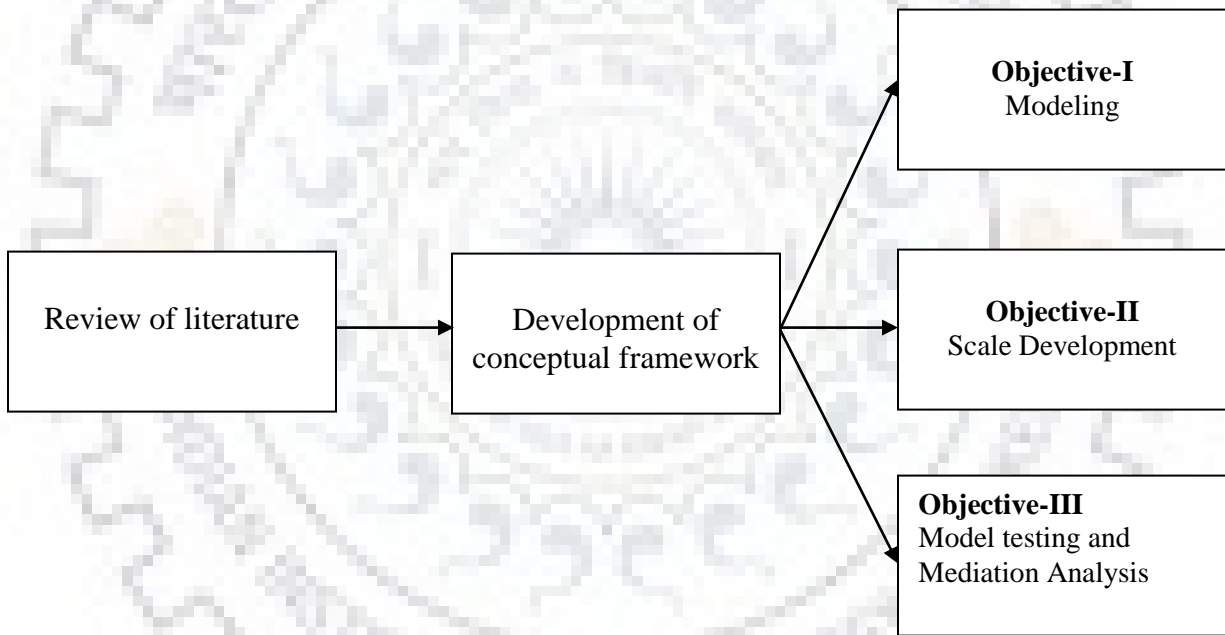 Objective-I
Modeling
Review of literature
Development of
conceptual framework
Objective-II
Scale Development
Objective-III
Model testing and
Mediation Analysis